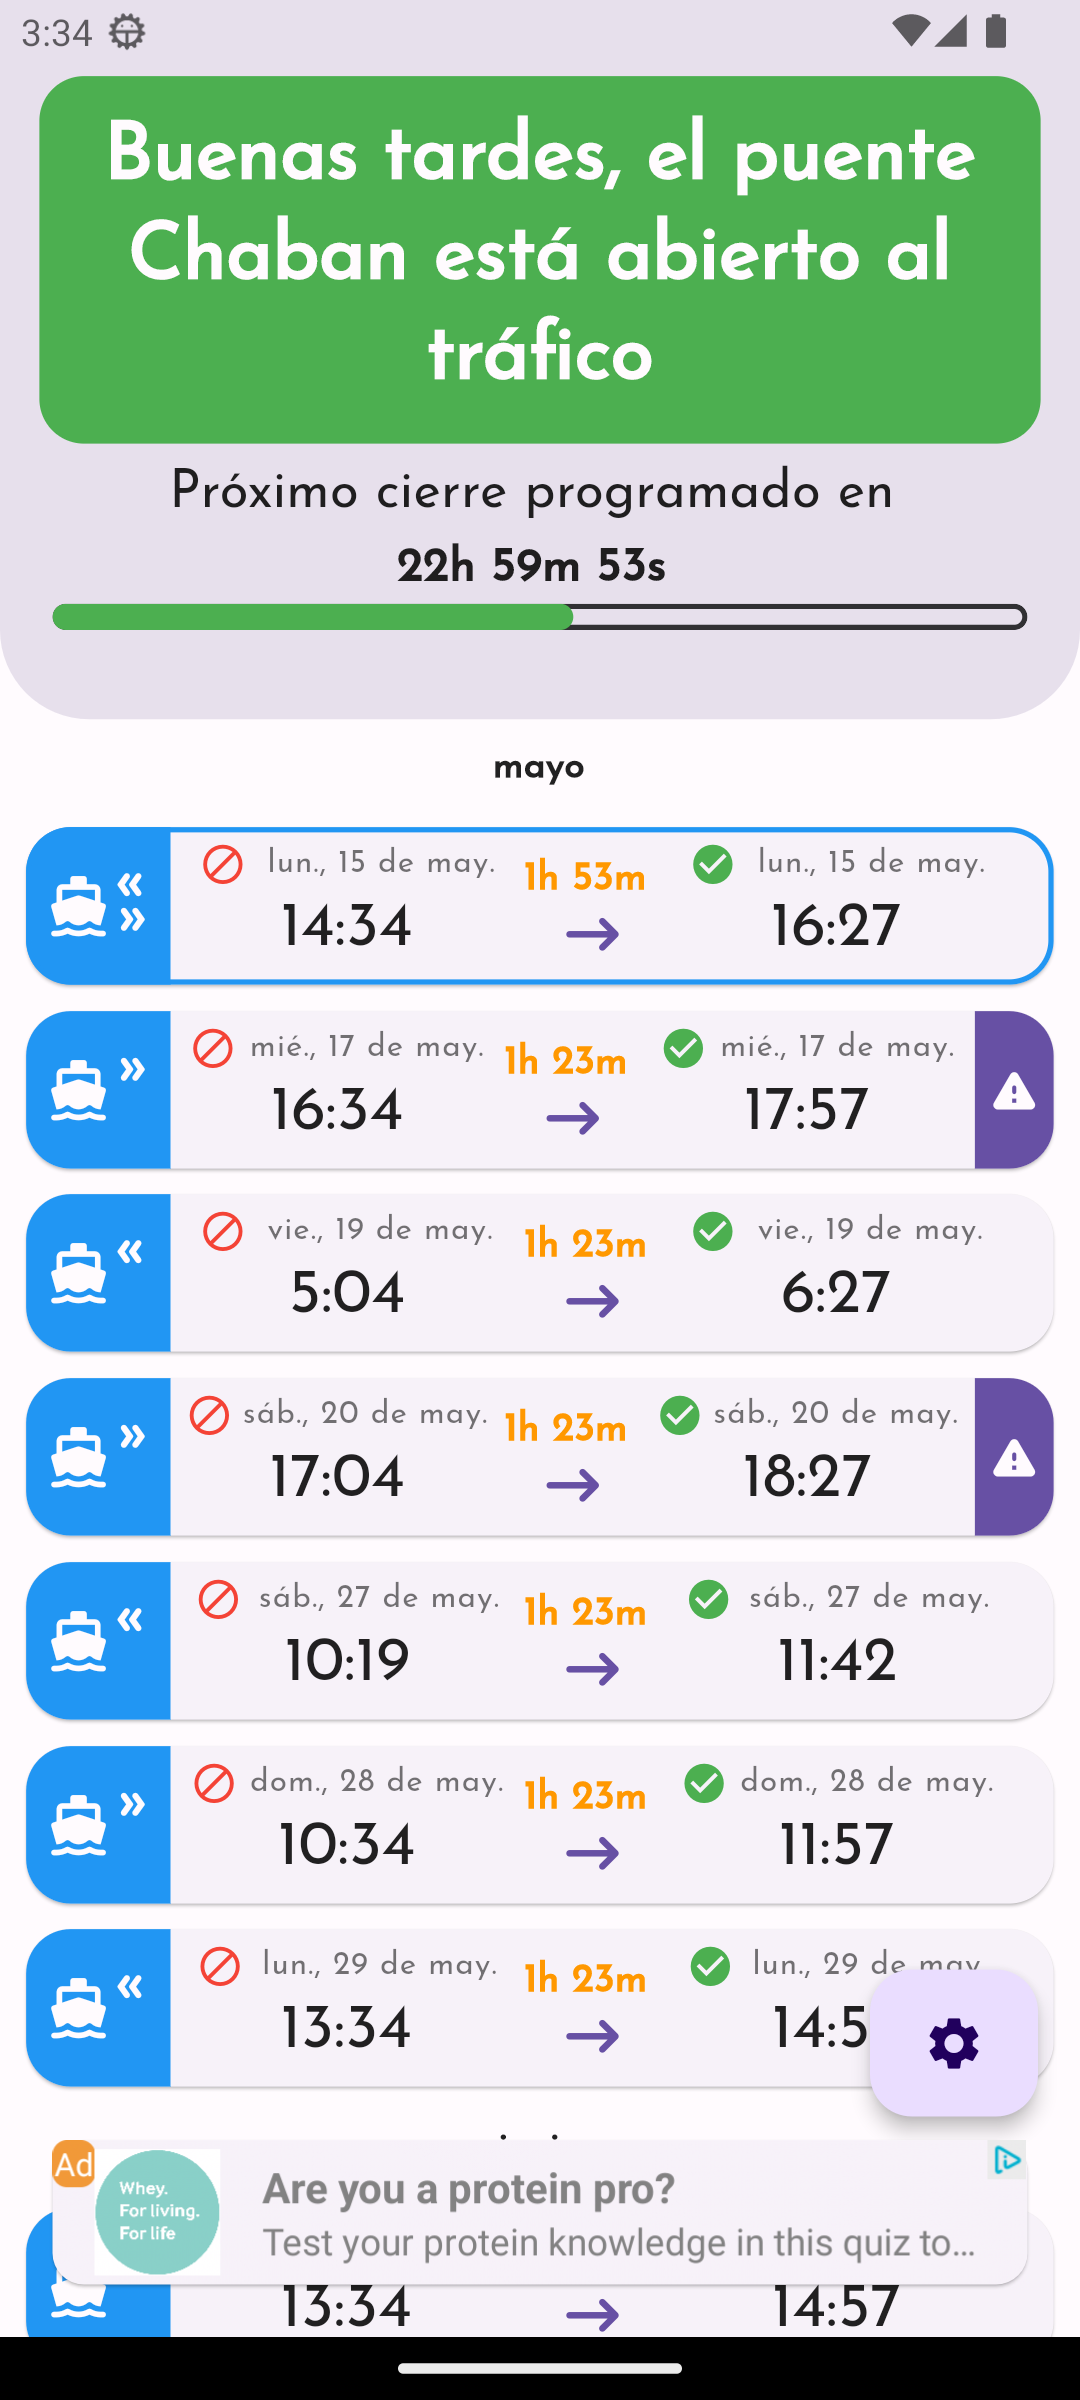 3:34
Buenas tardes, el puente
Chaban está abierto al
tráfico
Próximo cierre programado en
22h 59m 53s
mayo
lun., 15 de may. 1h 53m lun., 15 de may.
14:34 16:27
mié., 17 de may. 1h 23m mié., 17 de may.
16:34 17:57
vie., 19 de may. 1h 23m vie., 19 de may.
5:04 6:27
sáb., 20 de may. 1h 23m sáb., 20 de may.
17:04 18:27
sáb., 27 de may. 1h 23m sáb., 27 de may.
10:19 11:42
dom., 28 de may. 1h 23m dom., 28 de may.
10:34 11:57
lun., 29 de may. 1h 23m lun., 29 de may
13:34 14:5
Ad
Whey.
For living.
For life
Are you a protein pro?
Test your protein knowledge in this quiz to...
13:34 14:57